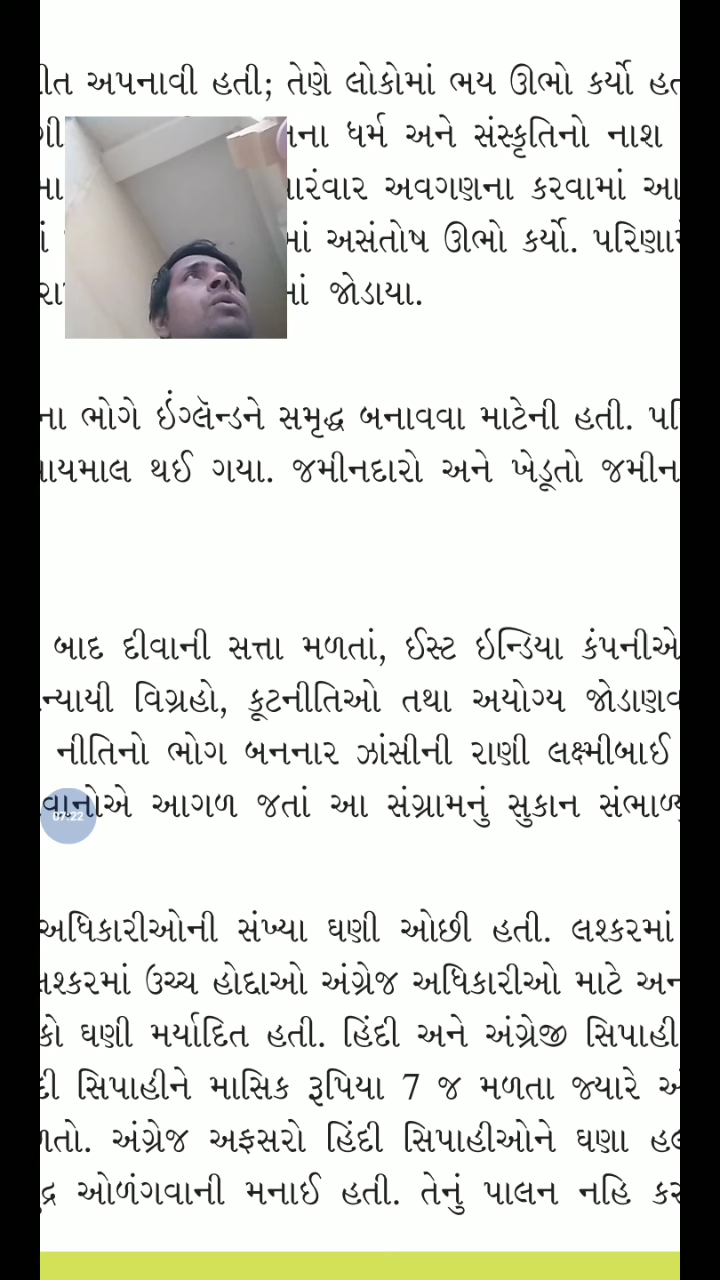 અપનાવી હતી; તેણે લોકોમાં ભય ઊભો કર્યો
ધર્મ અને સંસ્કૃતિનો નાશ
અવગણના કરવામાં
અસંતોષ ઊભો કર્યો.
જોડાયા.
ભોગે ઇંગ્લૅન્ડને સમૃદ્ધ બનાવવા માટેની હતી.
થઈ ગયા. જમીનદારો અને ખેડૂતો જમીન
બાદ દીવાની સત્તા મળતાં, ઈસ્ટ ઇન્ડિયા કંપનીએ
વિગ્રહો, કૂટનીતિઓ તથા અયોગ્ય
નીતિનો ભોગ બનનાર ઝાંસીની રાણી લક્ષ્મીબાઈ
આગળ જતાં આ સંગ્રામનું સુકાન
07:22
અધિકારીઓની સંખ્યા ઘણી ઓછી હતી. લશ્કરમાં
લશ્કરમાં ઉચ્ચ હોદ્દાઓ અંગ્રેજ અધિકારીઓ માટે
ઘણી મર્યાદિત હતી. હિંદી અને અંગ્રેજી સિપાહી
સિપાહીને માસિક રૂપિયા 7 જ મળતા જ્યારે
અંગ્રેજ અફસરો હિંદી સિપાહીઓને ઘણા
ઓળંગવાની મનાઈ હતી. તેનું પાલન નહિ